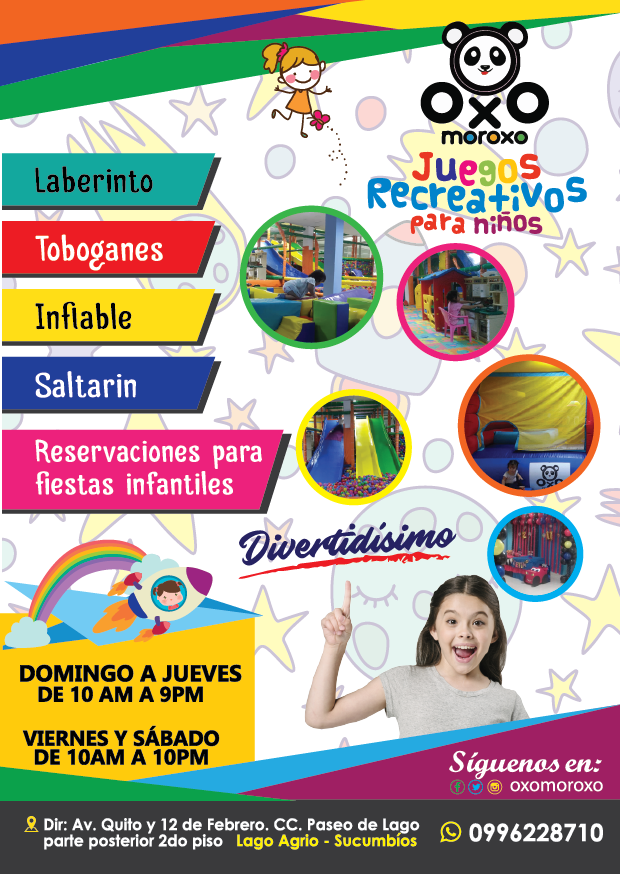 OXO
moroxo
Juegos
Recreativos
para niños
Laberinto
Toboganes
Inflable
Saltarin
Reservaciones para
fiestas infantiles
OXO
Divertidísimo
DOMINGO A JUEVES
DE 10 AM A 9PM
VIERNES Y SÁBADO
DE 10AM A 10PM
Síguenos en:
oxomoroxo
Dir: Av. Quito y 12 de Febrero. CC. Paseo de Lago
parte posterior 2do piso Lago Agrio - Sucumbíos
0996228710